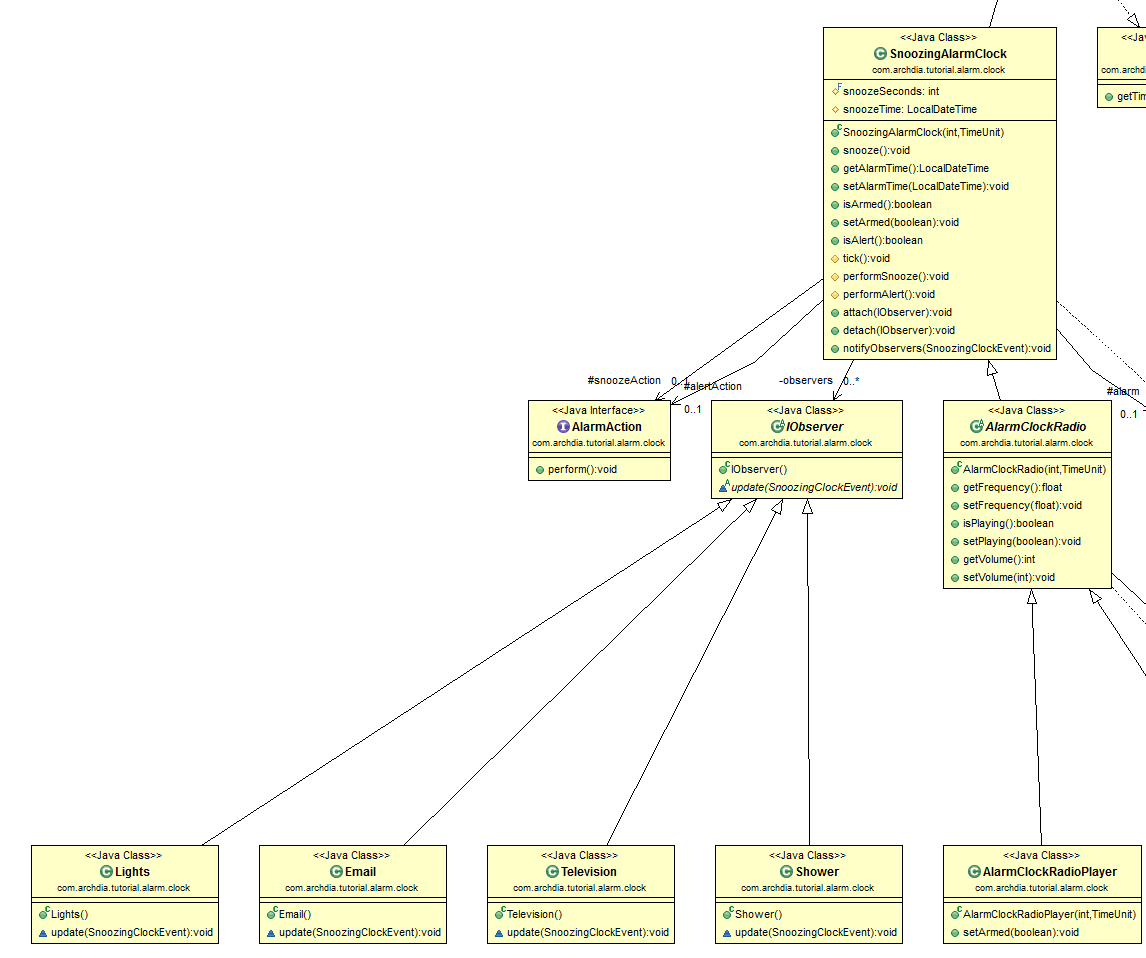 <<Java Class>>
SnoozingAlarmClock
com.archdia.tutorial.alarm.clock
snoozeSeconds: int
snoozeTime: LocalDateTime
SnoozingAlarmClock(int,TimeUnit)
snooze():void
getAlarmTime():LocalDateTime
setAlarmTime(LocalDateTime):void
isArmed():boolean
setArmed(boolean):void
isAlert():boolean
tick():void
performSnooze():void
performAlert():void
attach(IObserver):void
detach(IObserver):void
notifyObservers(SnoozingClockEvent):void
<<Jav
com.archdi
getTim
#snoozeAction 0..1
#alertAction
0..1
-observers 0..*
#alarm
0..1
<<Java Interface>>
AlarmAction
com.archdia.tutorial.alarm.clock
perform():void
<<Java Class>>
IObserver
com.archdia.tutorial.alarm.clock
IObserver()
update(SnoozingClockEvent):void
<<Java Class>>
AlarmClockRadio
com.archdia.tutorial.alarm.clock
AlarmClockRadio(int,TimeUnit)
getFrequency():float
setFrequency(float):void
isPlaying():boolean
setPlaying(boolean):void
getVolume():int
setVolume(int):void
<<Java Class>>
Lights
com.archdia.tutorial.alarm.clock
Lights()
update(SnoozingClockEvent):void
<<Java Class>>
Email
com.archdia.tutorial.alarm.clock
Email()
update(SnoozingClockEvent):void
<<Java Class>>
Television
com.archdia.tutorial.alarm.clock
Television()
update(SnoozingClockEvent):void
<<Java Class>>
Shower
com.archdia.tutorial.alarm.clock
Shower()
update(SnoozingClockEvent):void
<<Java Class>>
AlarmClockRadioPlayer
com.archdia.tutorial.alarm.clock
AlarmClockRadioPlayer(int,TimeUnit)
setArmed(boolean):void